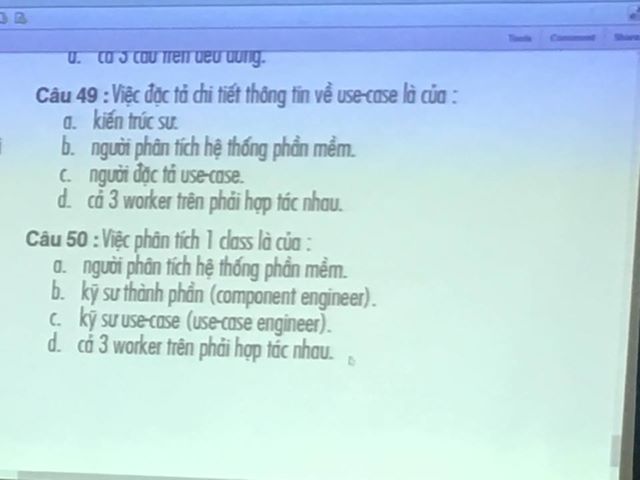 Tools Comment Share
d. cả 3 câu trên đều đúng.
Câu 49 : Việc đặc tả chi tiết thông tin về use-case là của :
a. kiến trúc sư.
b. người phân tích hệ thống phần mềm.
c. người đặc tả use-case.
d. cả 3 worker trên phải hợp tác nhau.
Câu 50 : Việc phân tích 1 class là của :
a. người phân tích hệ thống phần mềm.
b. kỹ sư thành phần (component engineer).
c. kỹ sư use-case (use-case engineer).
d. cả 3 worker trên phải hợp tác nhau.